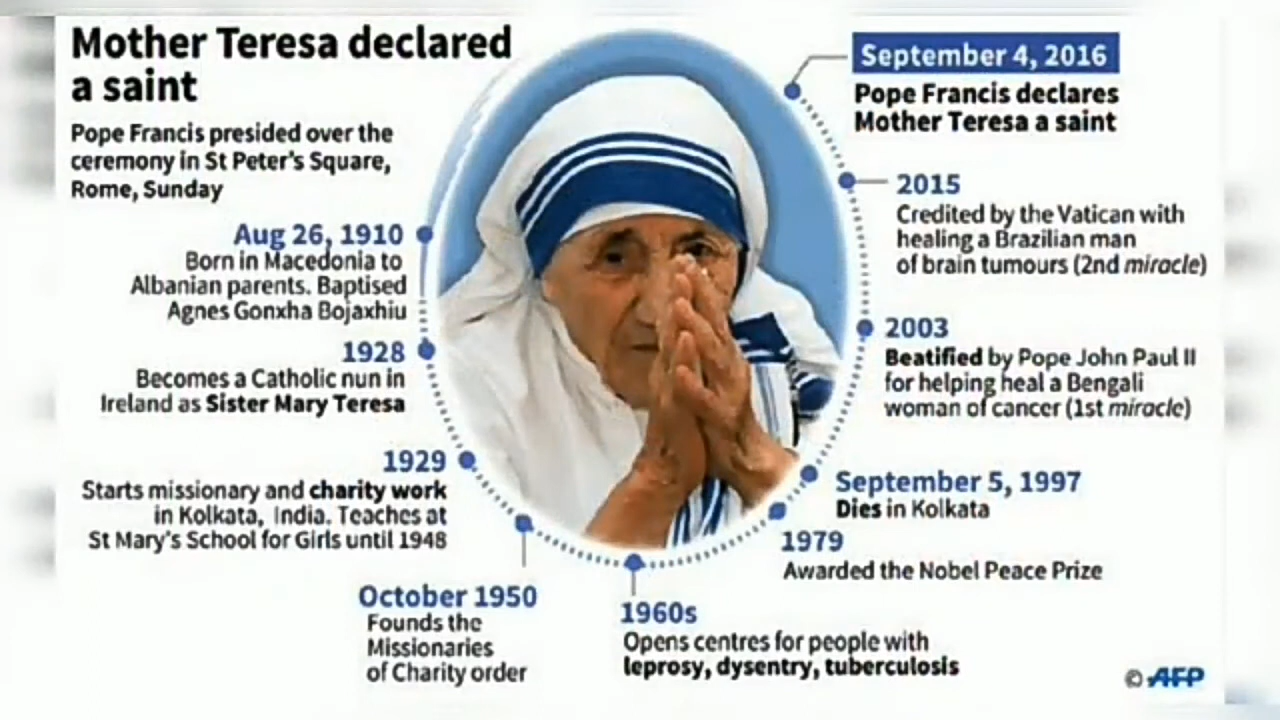 Mother Teresa declared
a saint
Pope Francis presided over the
ceremony in St Peter's Square,
Rome, Sunday
Aug 26, 1910
Born in Macedonia to
Albanian parents. Baptised
Agnes Gonxha Bojaxhiu
1928
Becomes a Catholic nun in
Ireland as Sister Mary Teresa
1929
Starts missionary and charity work
in Kolkata, India. Teaches at
St Mary's School for Girls until 1948
October 1950
Founds the
Missionaries
of Charity order
1960s
Opens centres for people with
leprosy, dysentry, tuberculosis
1979
Awarded the Nobel Peace Prize
September 5, 1997
Dies in Kolkata
2003
Beatified by Pope John Paul II
for helping heal a Bengali
woman of cancer (1st miracle)
2015
Credited by the Vatican with
healing a Brazilian man
of brain tumours (2nd miracle)
September 4, 2016
Pope Francis declares
Mother Teresa a saint
© AFP